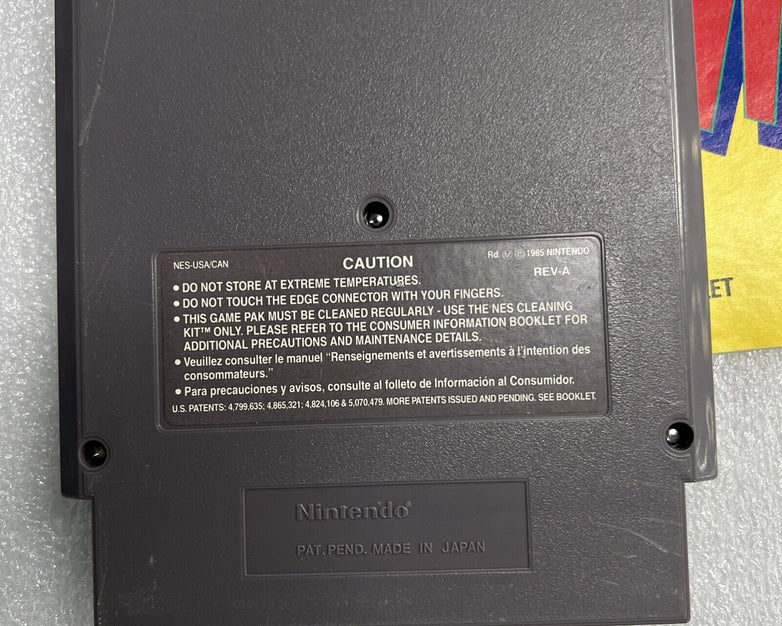 NES-USA/CAN
CAUTION
Rd. Ⓥ ⓒ 1985 NINTENDO
REV-A
• DO NOT STORE AT EXTREME TEMPERATURES.
• DO NOT TOUCH THE EDGE CONNECTOR WITH YOUR FINGERS.
• THIS GAME PAK MUST BE CLEANED REGULARLY - USE THE NES CLEANING
KIT™ ONLY. PLEASE REFER TO THE CONSUMER INFORMATION BOOKLET FOR
ADDITIONAL PRECAUTIONS AND MAINTENANCE DETAILS.
• Veuillez consulter le manuel "Renseignements et avertissements à l'intention des
consommateurs."
• Para precauciones y avisos, consulte al folleto de Información al Consumidor.
U.S. PATENTS: 4,799,635; 4,865,321; 4,824,106 & 5,070,479. MORE PATENTS ISSUED AND PENDING. SEE BOOKLET.
Nintendo®
PAT.PEND. MADE IN JAPAN